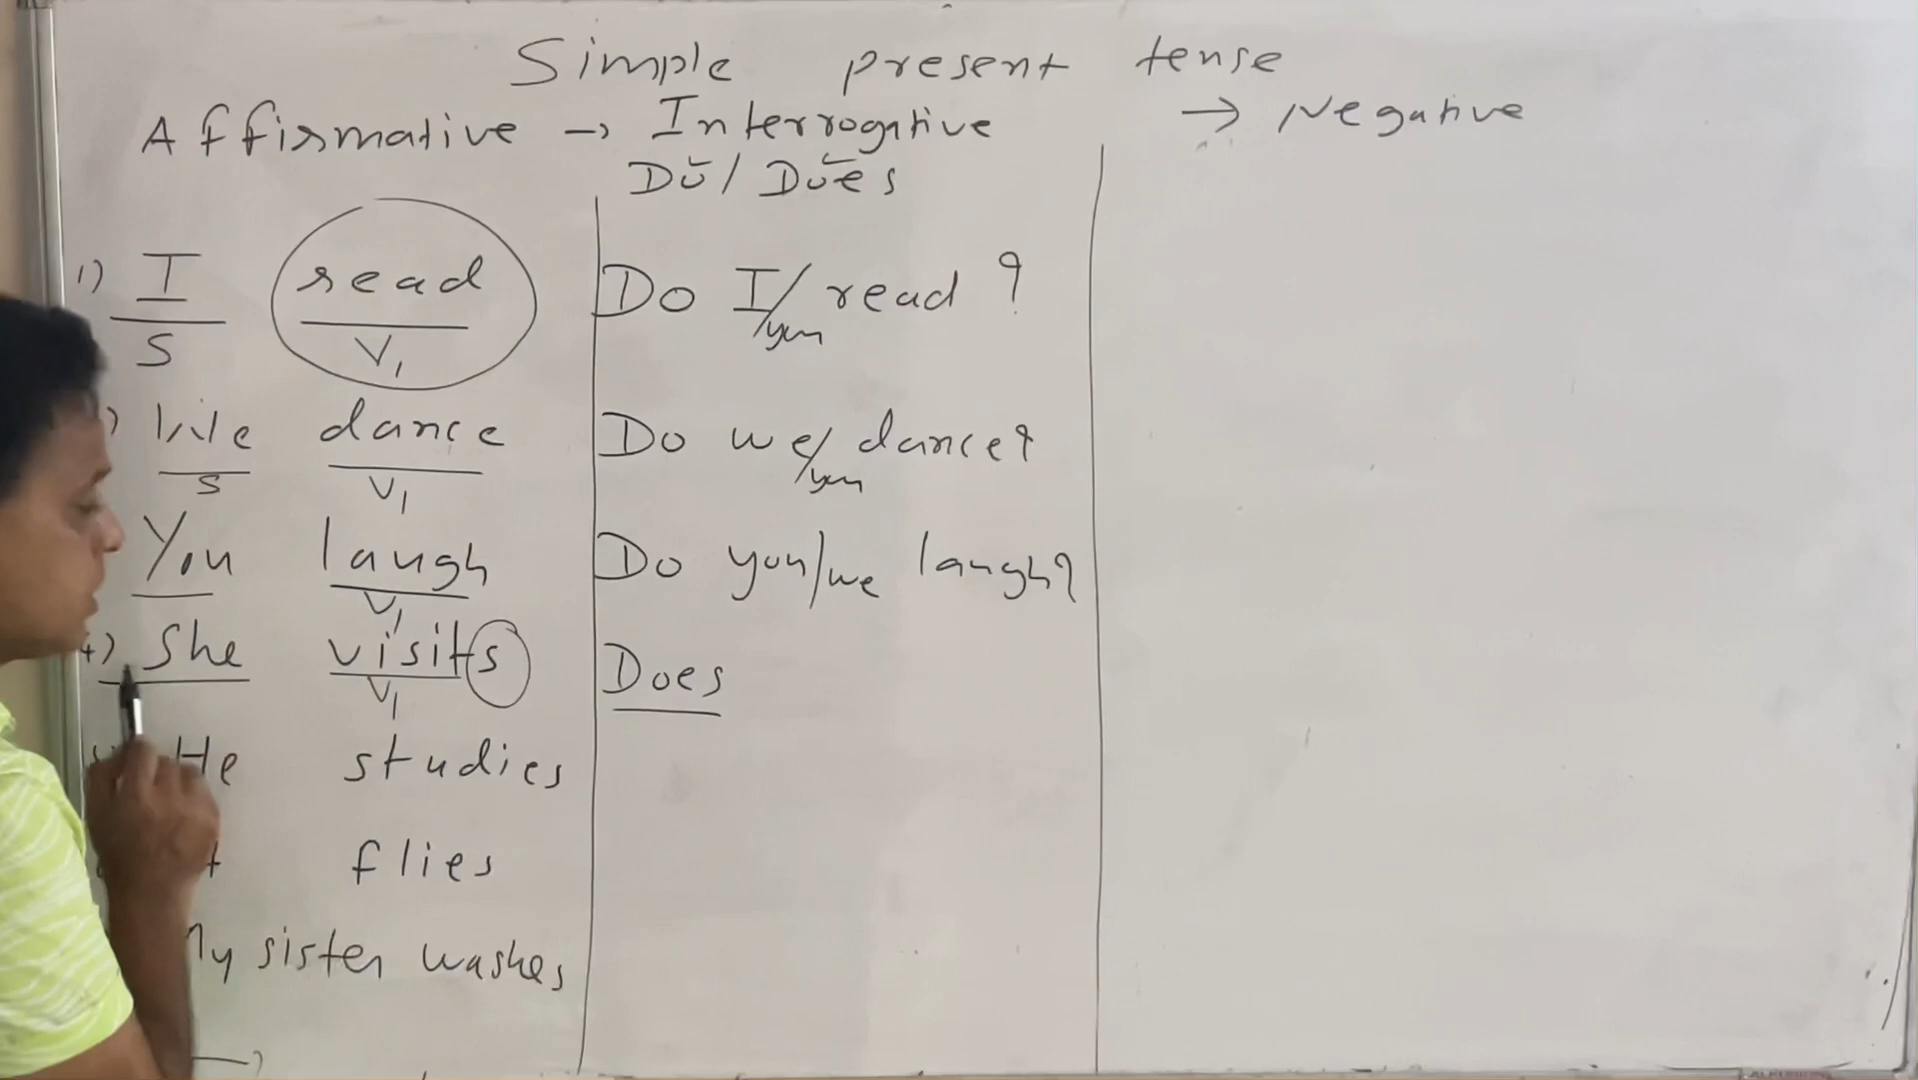 Simple present tense
Affirmative → Interrogative → Negative
Do / Does
1) I read Do I/you read ?
S V1
) We dance Do we/you dance?
S V1
You laugh Do you/we laugh?
V1
4) She visits Does
V1
He studies
flies
My sister washes